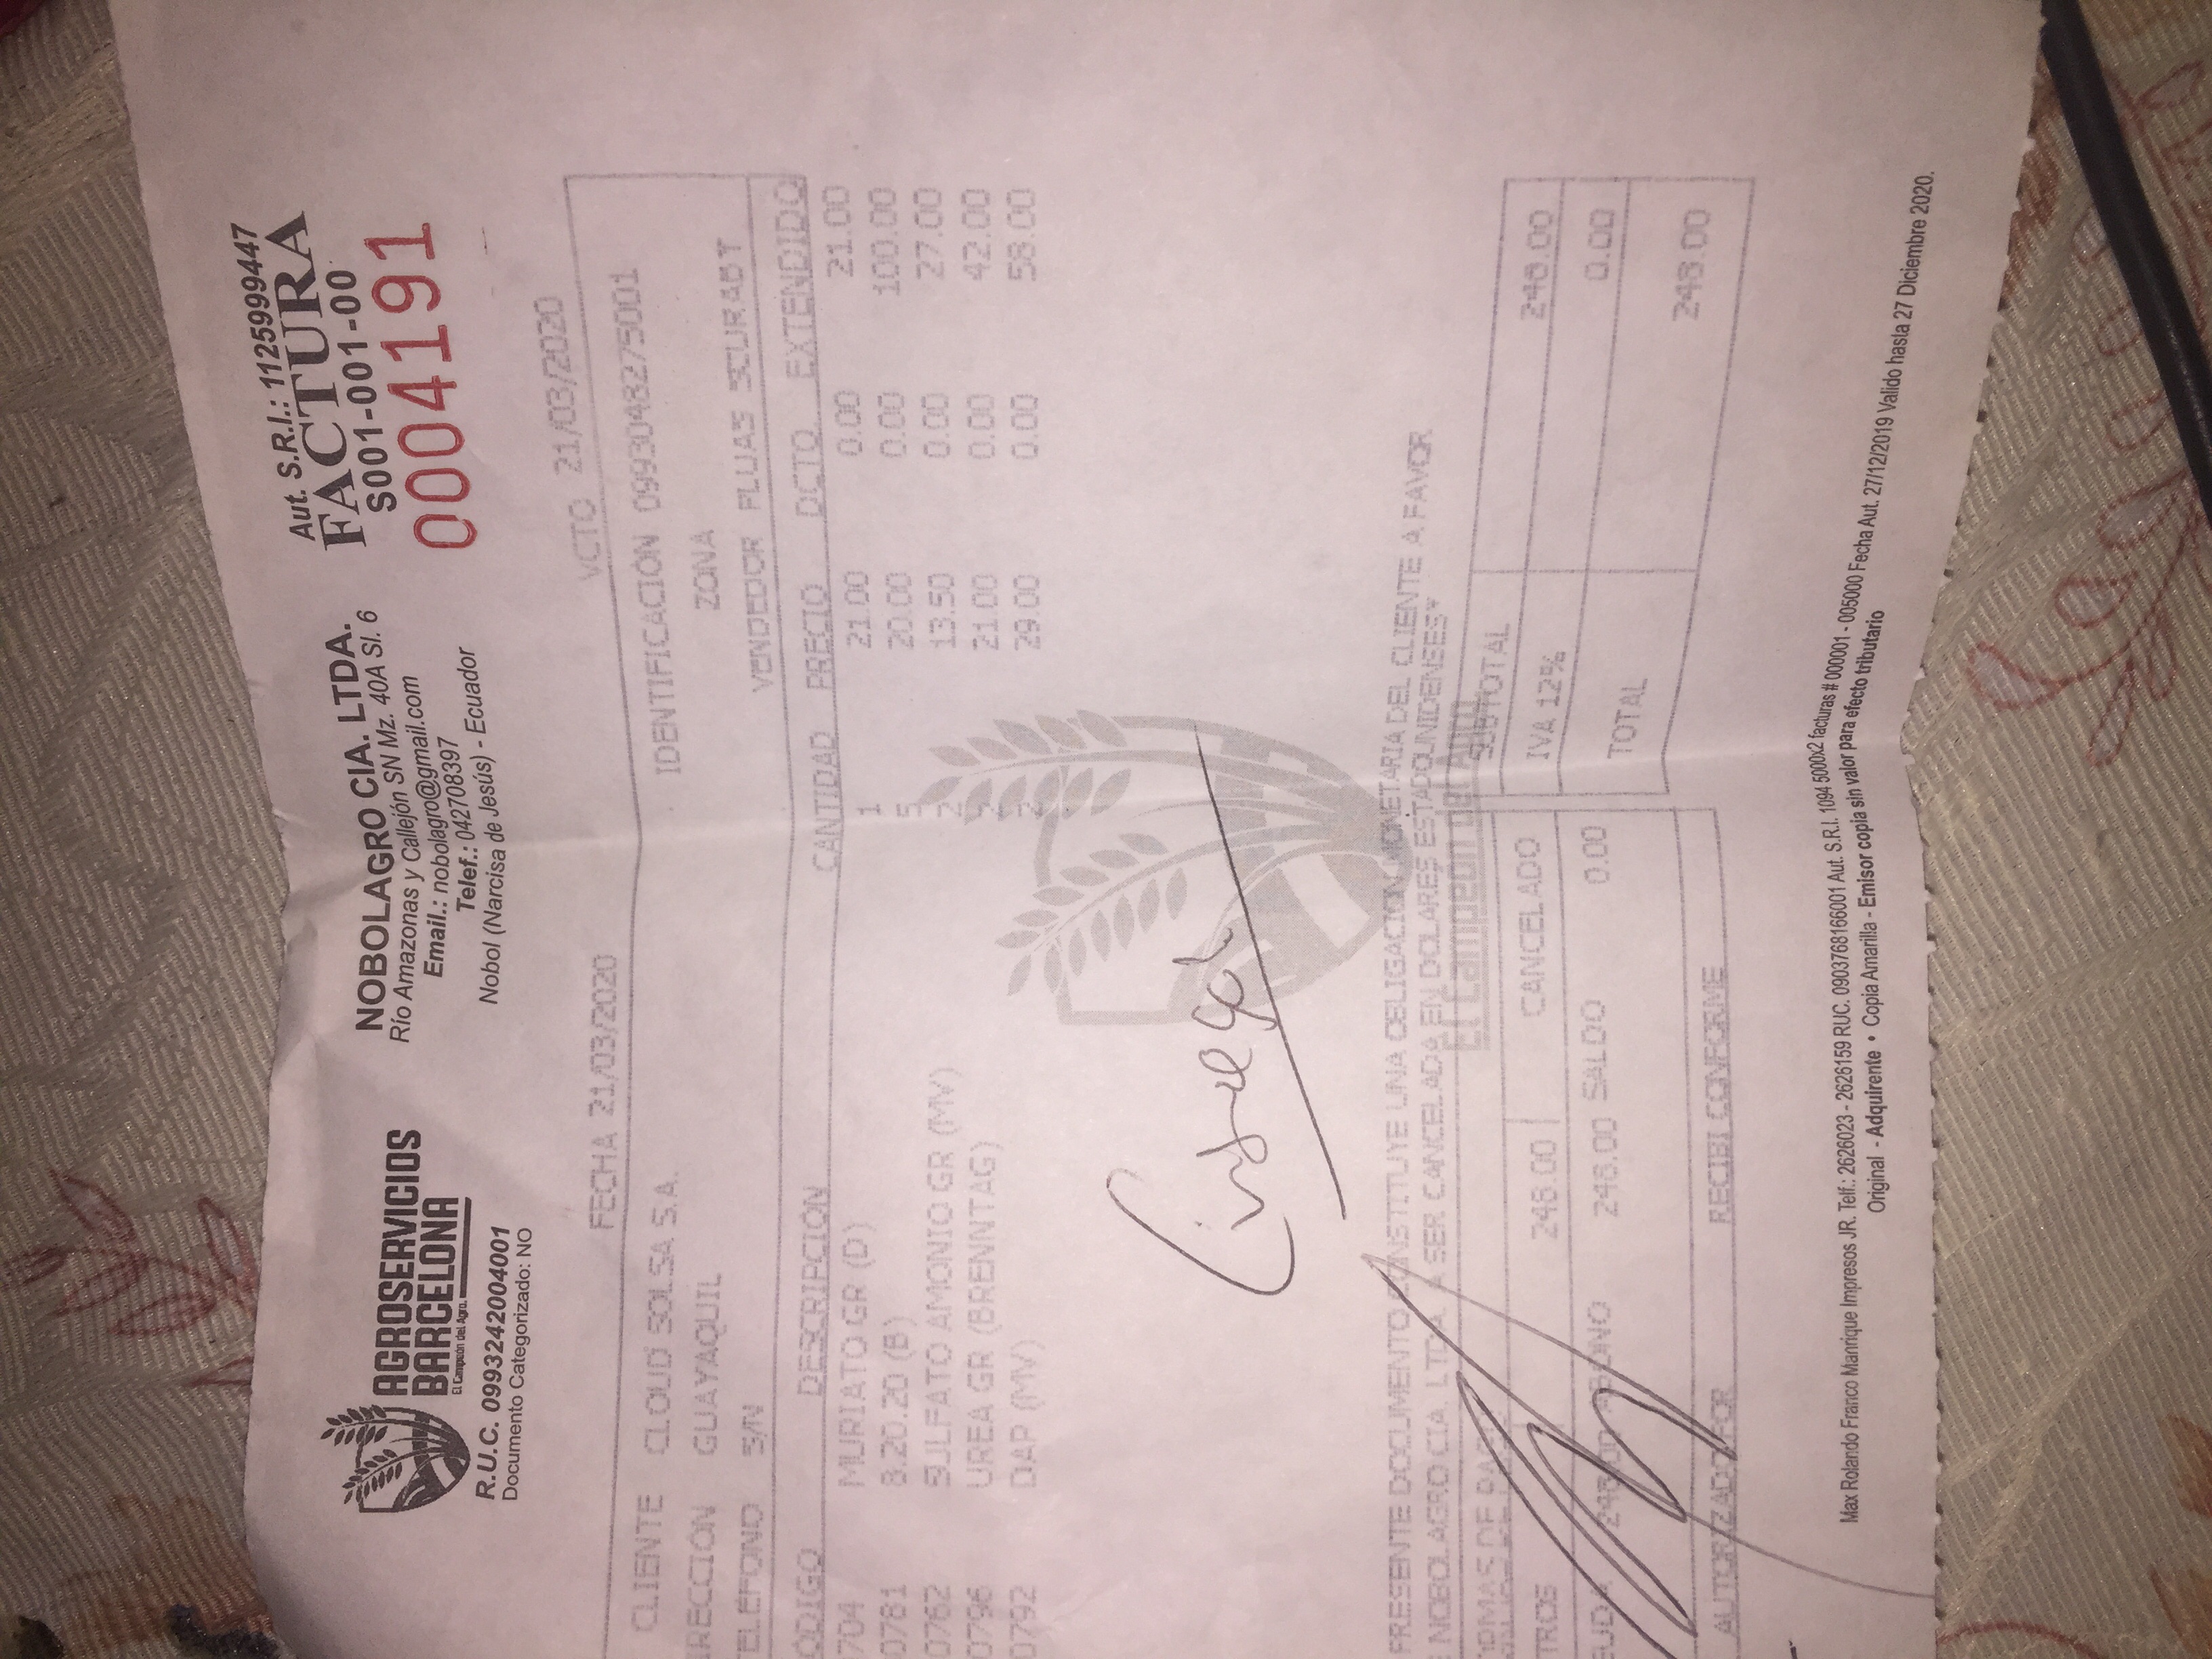 Aut. S.R.I.: 1125999447
FACTURA
S001-001-00
0004191
AGROSERVICIOS
BARCELONA
El Campeón del Agro.
R.U.C. 0993242004001
Documento Categorizado: NO
NOBOLAGRO CIA. LTDA.
Río Amazonas y Callejón SN Mz. 40A Sl. 6
Email.: nobolagro@gmail.com
Telef.: 042708397
Nobol (Narcisa de Jesús) - Ecuador
FECHA 21/03/2020 VCTO 21/03/2020
CLIENTE CLOUD SOLSA S.A. IDENTIFICACIÓN 0993048275001
IRECCIÓN GUAYAQUIL ZONA
TELÉFONO S/N VENDEDOR PLUAS
ÓDIGO DESCRIPCIÓN CANTIDAD PRECIO DCTO. EXTENDIDO
704 MURIATO GR (D) 1 21.00 0.00 21.00
0781 8.20.20 (B) 5 20.00 0.00 100.00
0762 SULFATO AMONIO GR (MV) 13.50 0.00 27.00
0796 UREA GR (BRENNTAG) 21.00 0.00 42.00
0792 DAP (MV) 29.00 0.00 58.00
PRESENTE DOCUMENTO CONSTITUYE UNA OBLIGACION MONETARIA DEL CLIENTE A FAVOR
E NOBOLAGRO CIA. LTDA. A SER CANCELADA EN DOLARES ESTADOUNIDENSES"
El Campeón del Agro
ORMAS DE PAGO
TROS 248.00 CANCELADO
EUDA 248.00 ABONO 248.00 SALDO 0.00
SUBTOTAL 248.00
IVA 12% 0.00
TOTAL 248.00
AUTORIZADO POR RECIBI CONFORME
Max Rolando Franco Manrique Impresos JR. Telf.: 2626023 - 2626159 RUC. 0903768166001 Aut. S.R.I. 1094 5000x2 facturas # 000001 - 005000 Fecha Aut. 27/12/2019 Valido hasta 27 Diciembre 2020.
Original - Adquirente • Copia Amarilla - Emisor copia sin valor para efecto tributario